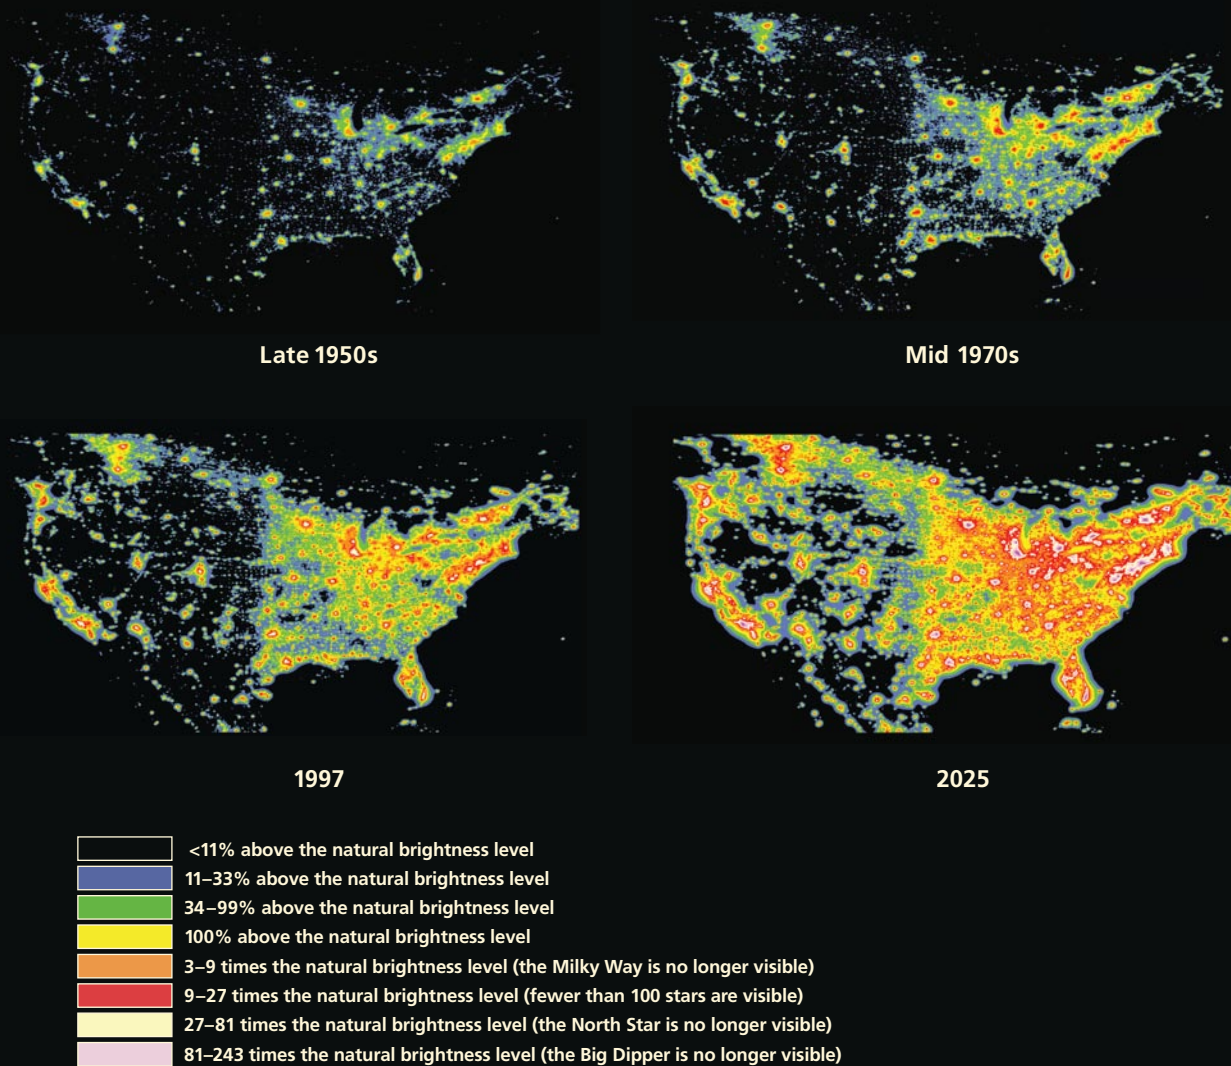 Late 1950s
Mid 1970s
1997
2025
<11% above the natural brightness level
11–33% above the natural brightness level
34–99% above the natural brightness level
100% above the natural brightness level
3–9 times the natural brightness level (the Milky Way is no longer visible)
9–27 times the natural brightness level (fewer than 100 stars are visible)
27–81 times the natural brightness level (the North Star is no longer visible)
81–243 times the natural brightness level (the Big Dipper is no longer visible)